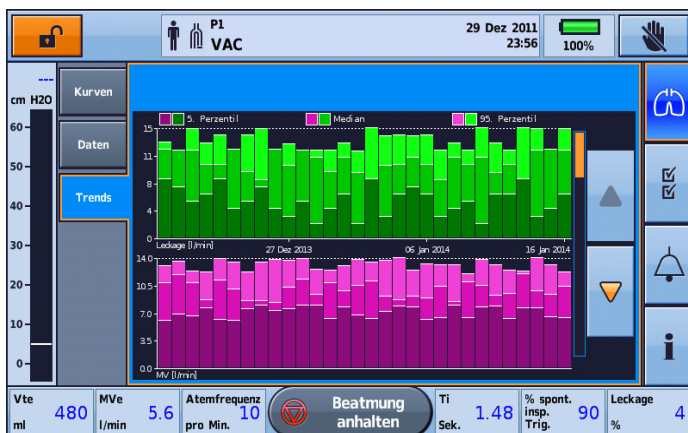 P1
VAC
29 Dez 2011
23:56
100%
---
cm H2O
60
50
40
30
20
10
0
Kurven
Daten
Trends
5. Perzentil
Median
95. Perzentil
15
11
8
4
0
Leckage [l/min]
27 Dez 2013
06 Jan 2014
16 Jan 2014
14.0
10.5
7.0
3.5
0.0
MV [l/min]
Vte
480
ml
MVe
5.6
l/min
Atemfrequenz
10
pro Min.
Beatmung
anhalten
Ti
1.48
Sek.
% spont.
insp.
Trig.
90
Leckage
4
%